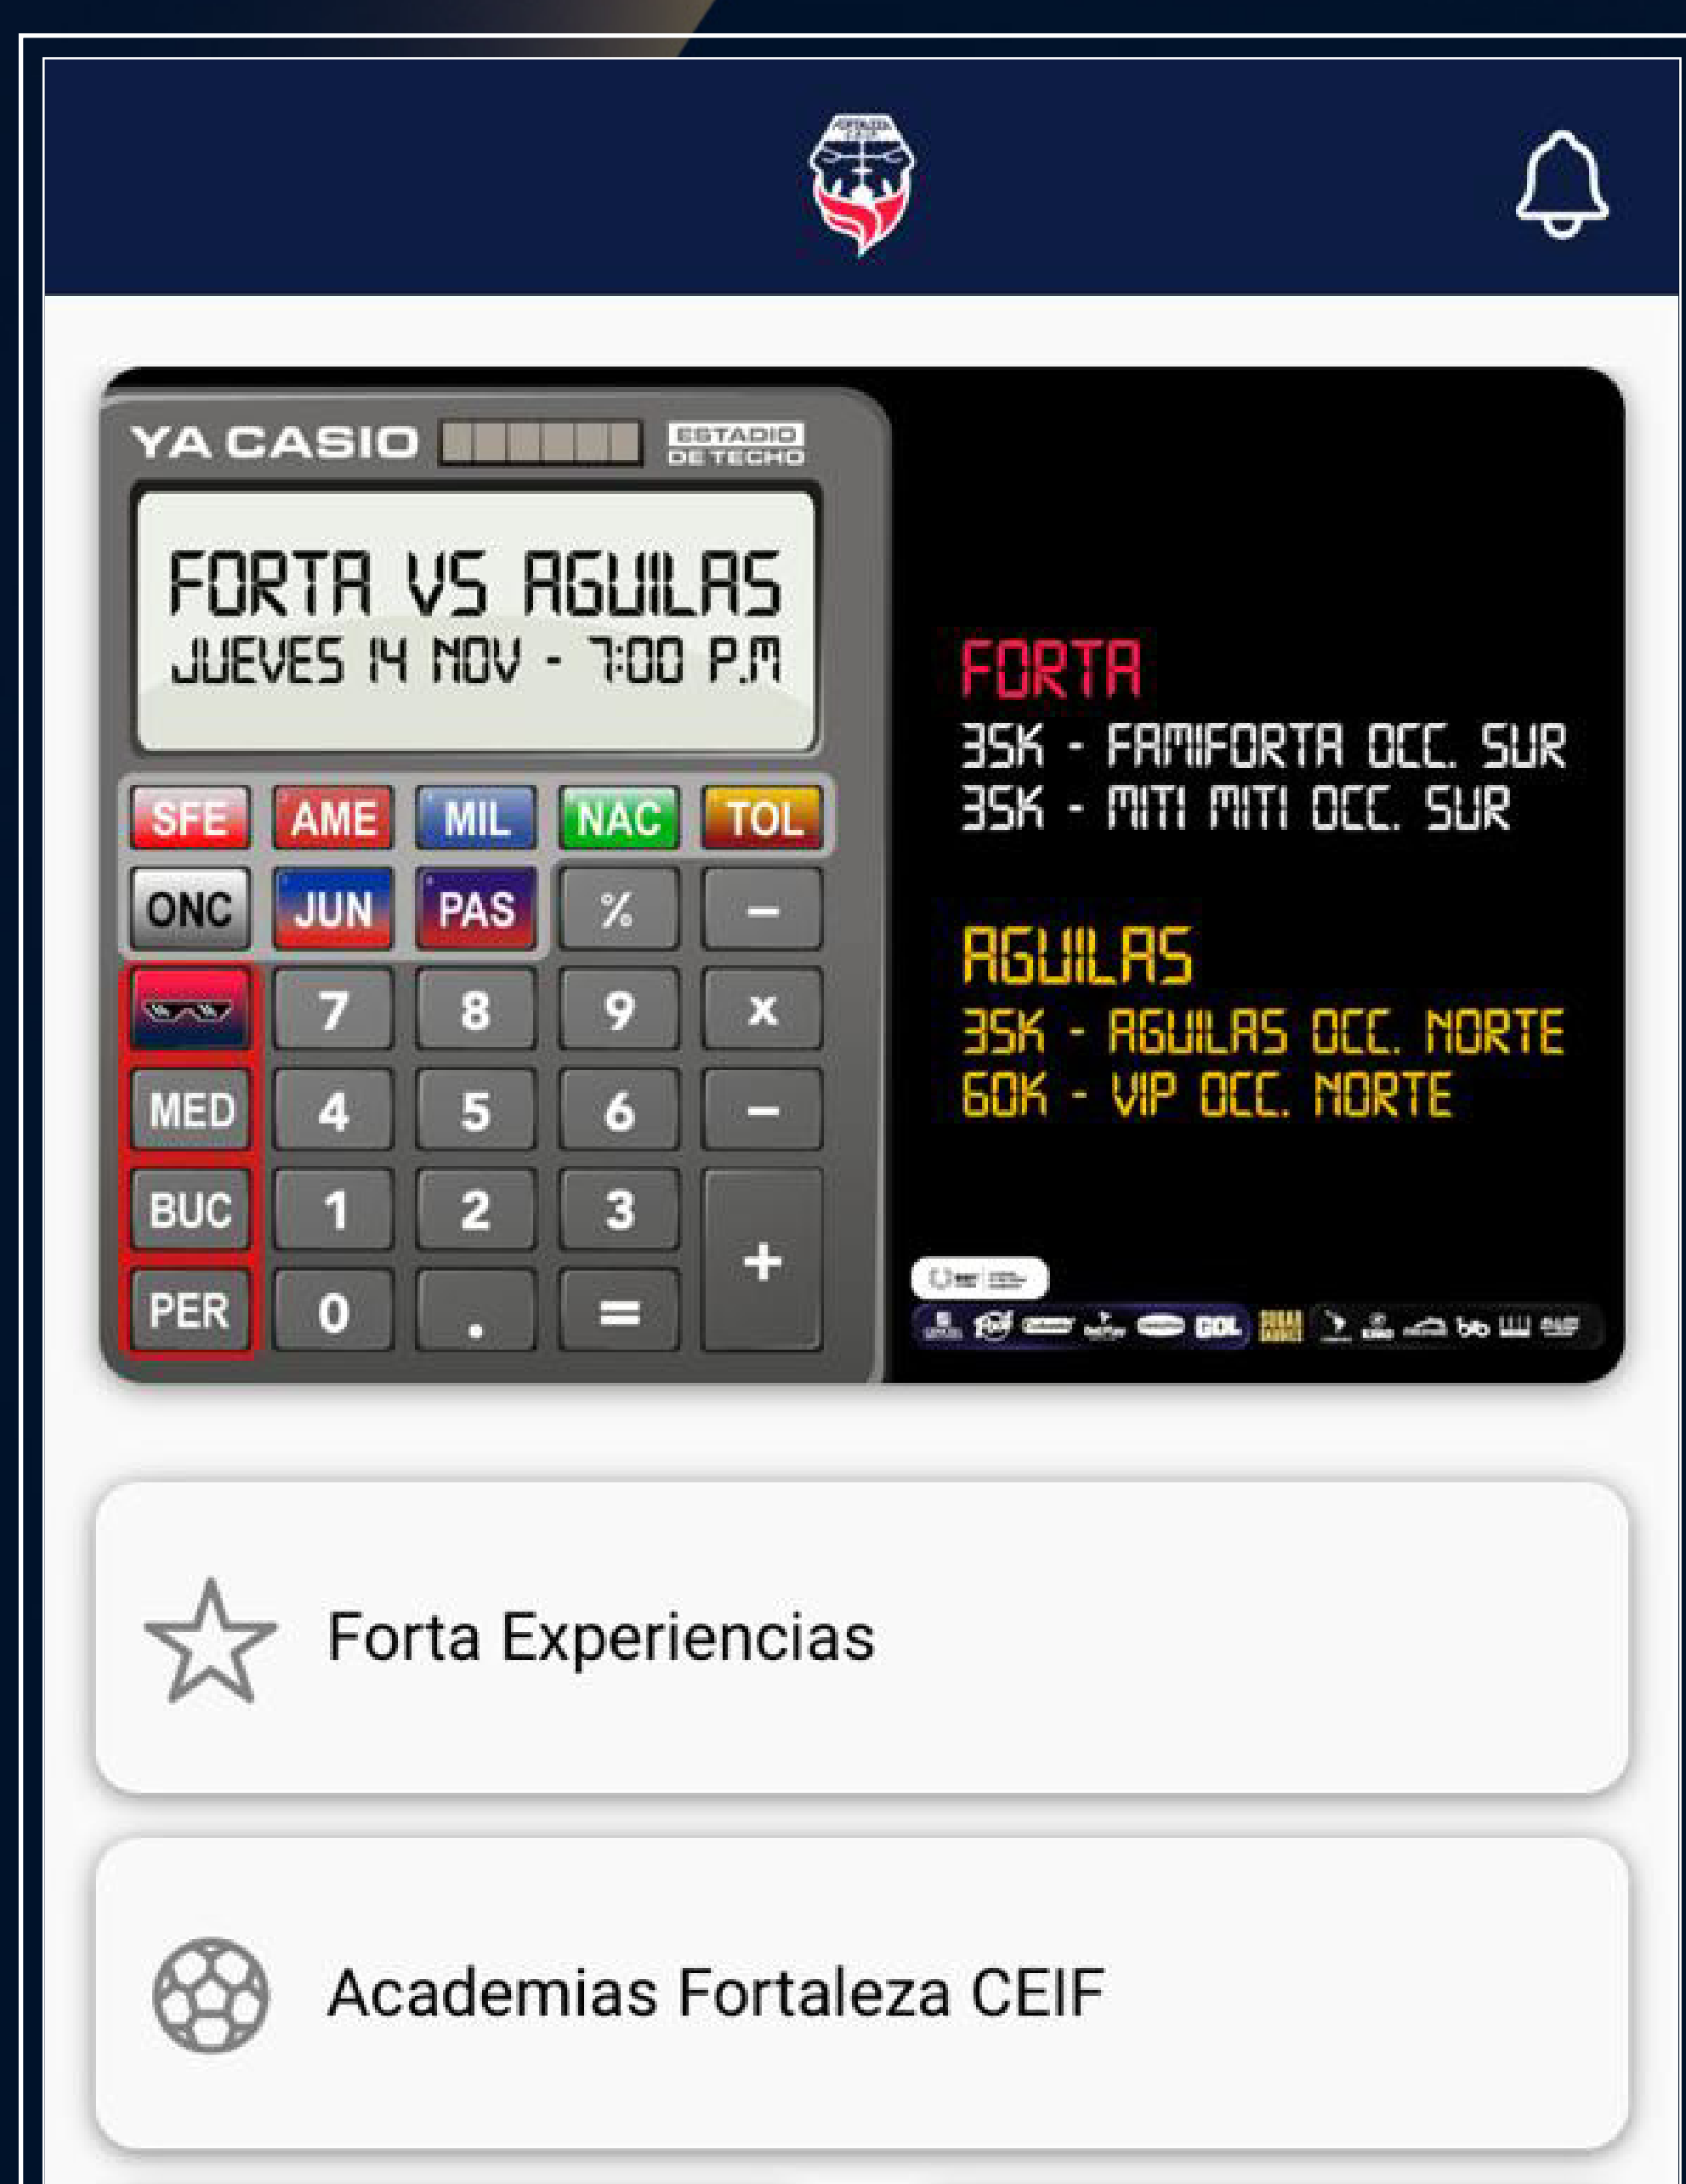 FORTALEZA
YA CASIO
ESTADIO
DE TECHO
FORTA VS AGUILAS
JUEVES 14 NOV - 7:00 P.M
SFE AME MIL NAC TOL
ONC JUN PAS % −
7 8 9 x
MED 4 5 6 −
BUC 1 2 3
+
PER 0 . =
FORTA
35K - FAMIFORTA OCC. SUR
35K - MITI MITI OCC. SUR
AGUILAS
35K - AGUILAS OCC. NORTE
60K - VIP OCC. NORTE
GOL
Forta Experiencias
Academias Fortaleza CEIF